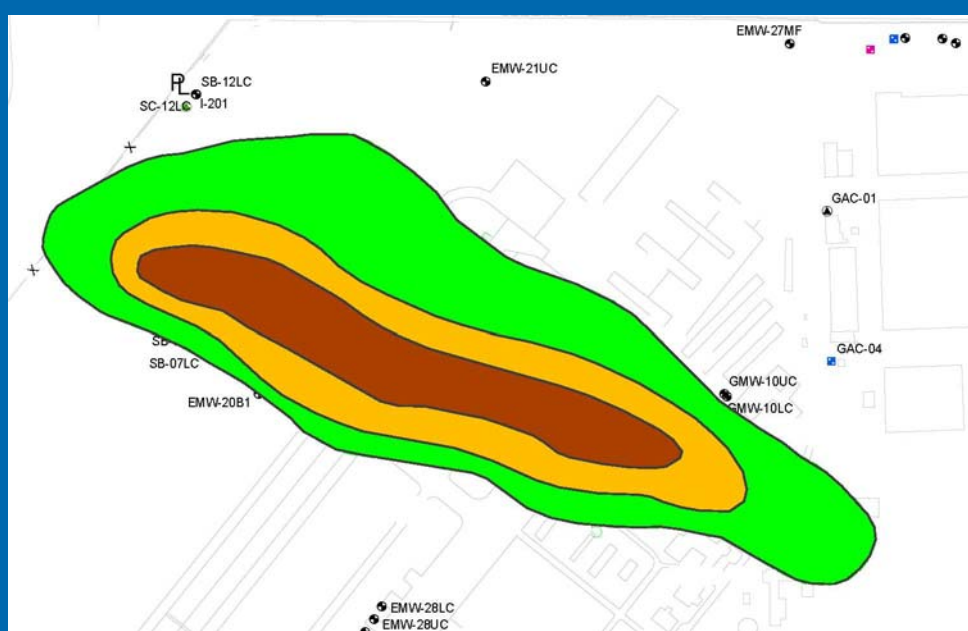 EMW-27MF
EMW-21UC
PL
SB-12LC
SC-12LC
I-201
GAC-01
GAC-04
SB-07LC
GMW-10UC
EMW-20B1
GMW-10LC
EMW-28LC
EMW-28UC